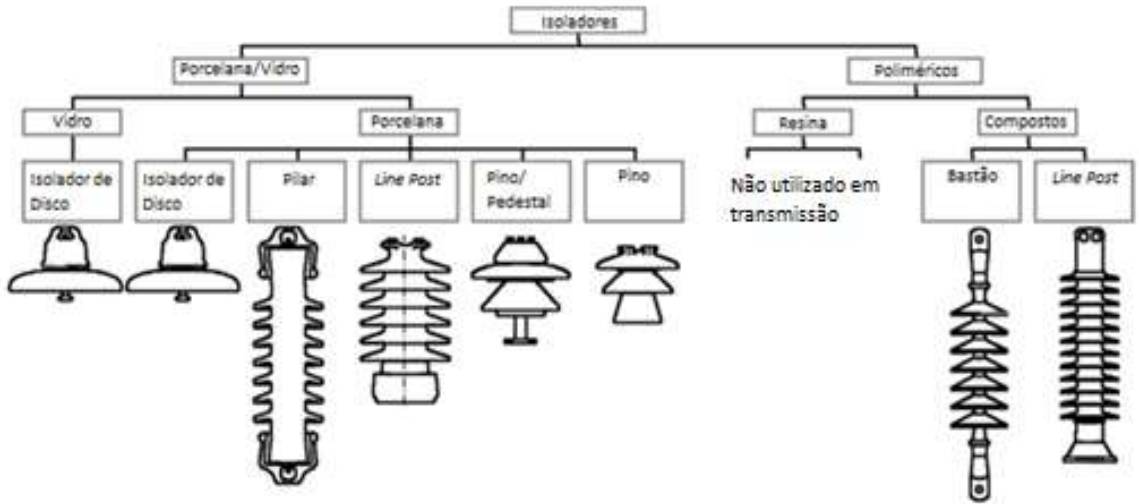 Isoladores
Porcelana/Vidro
Poliméricos
Vidro
Porcelana
Resina
Compostos
Isolador de
Disco
Isolador de
Disco
Pilar
Line Post
Pino/
Pedestal
Pino
Não utilizado em
transmissão
Bastão
Line Post